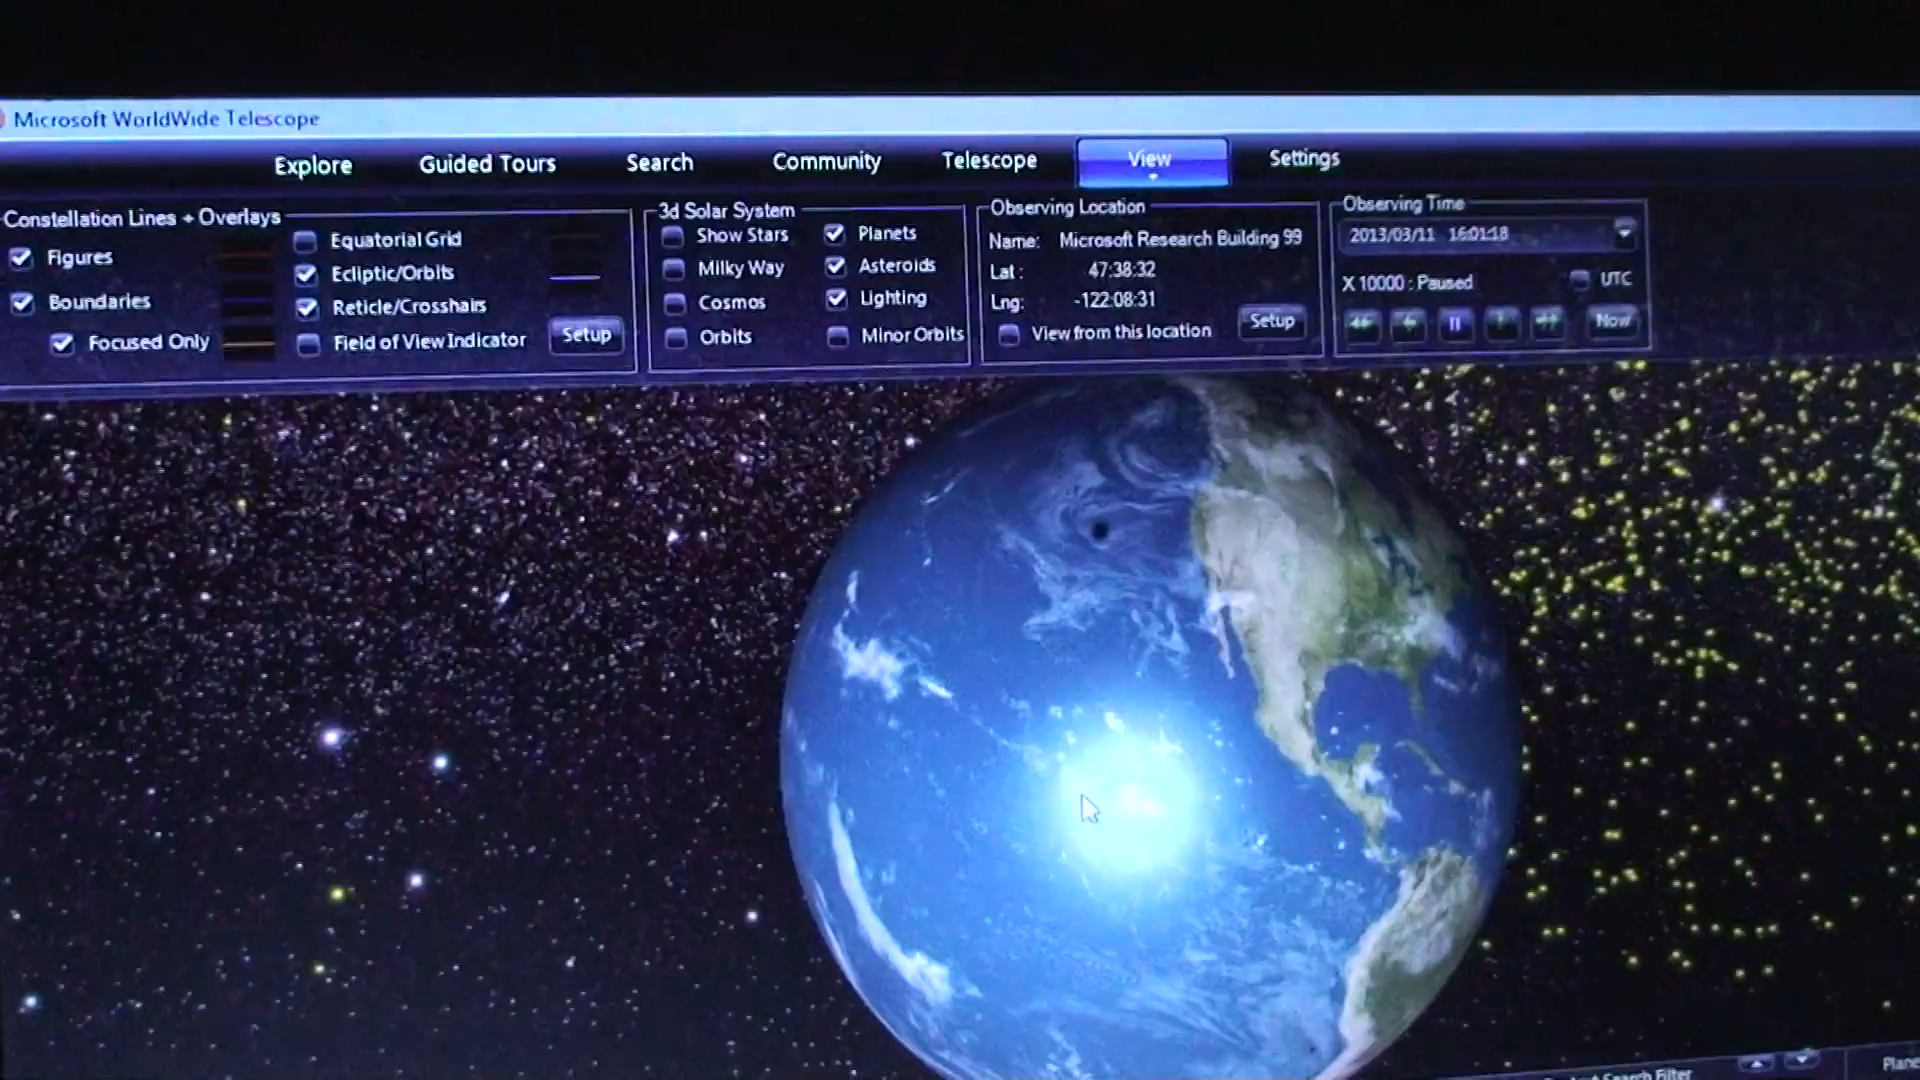 Microsoft WorldWide Telescope
Explore
Guided Tours
Search
Community
Telescope
View
Settings
Constellation Lines + Overlays
Figures
Boundaries
Focused Only
Equatorial Grid
Ecliptic/Orbits
Reticle/Crosshairs
Field of View Indicator
Setup
3d Solar System
Show Stars
Milky Way
Cosmos
Orbits
Planets
Asteroids
Lighting
Minor Orbits
Observing Location
Name: Microsoft Research Building 99
Lat : 47:38:32
Lng: -122:08:31
View from this location
Setup
Observing Time
2013/03/11 16:01:18
X 10000 : Paused
UTC
Now
Search Filter